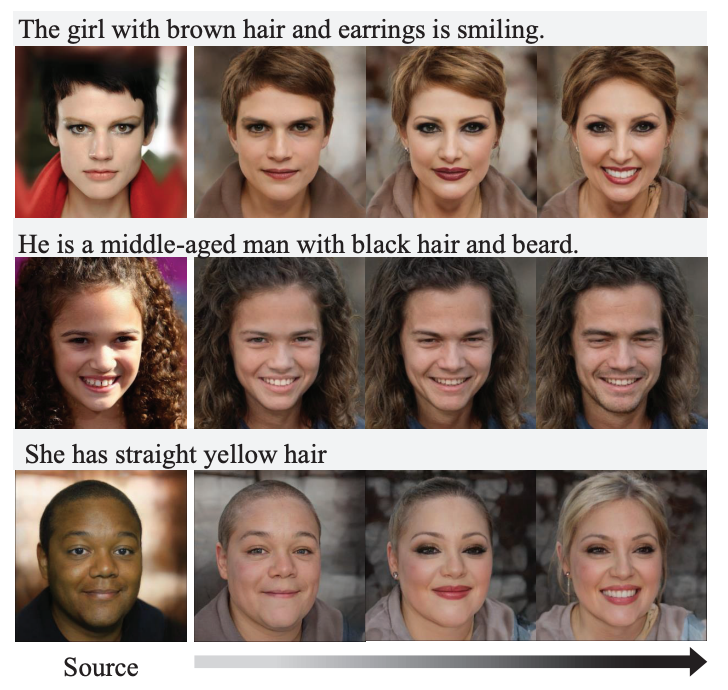 The girl with brown hair and earrings is smiling.
He is a middle-aged man with black hair and beard.
She has straight yellow hair
Source